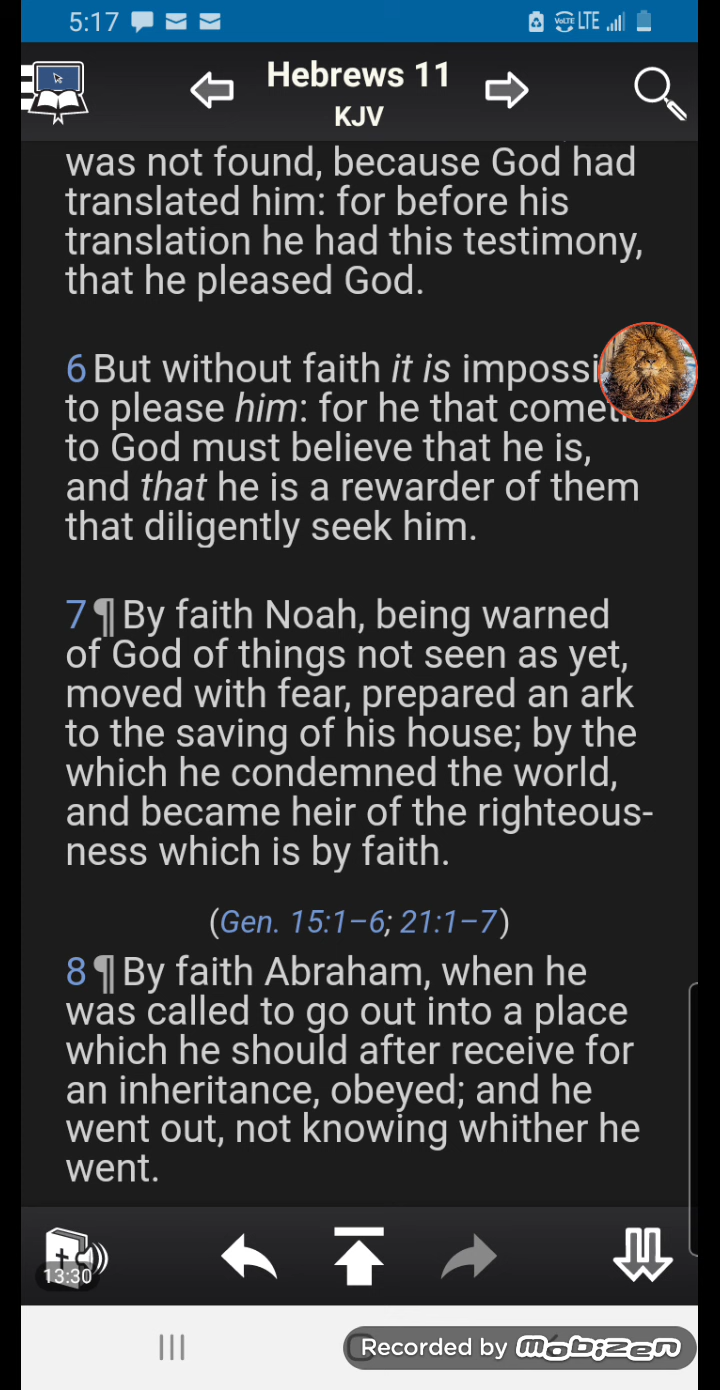 5:17 VoLTE LTE
Hebrews 11
KJV
was not found, because God had
translated him: for before his
translation he had this testimony,
that he pleased God.
6 But without faith it is impossi
to please him: for he that cometh
to God must believe that he is,
and that he is a rewarder of them
that diligently seek him.
7 ¶ By faith Noah, being warned
of God of things not seen as yet,
moved with fear, prepared an ark
to the saving of his house; by the
which he condemned the world,
and became heir of the righteous-
ness which is by faith.
(Gen. 15:1–6; 21:1–7)
8 ¶ By faith Abraham, when he
was called to go out into a place
which he should after receive for
an inheritance, obeyed; and he
went out, not knowing whither he
went.
13:30
Recorded by mobizen